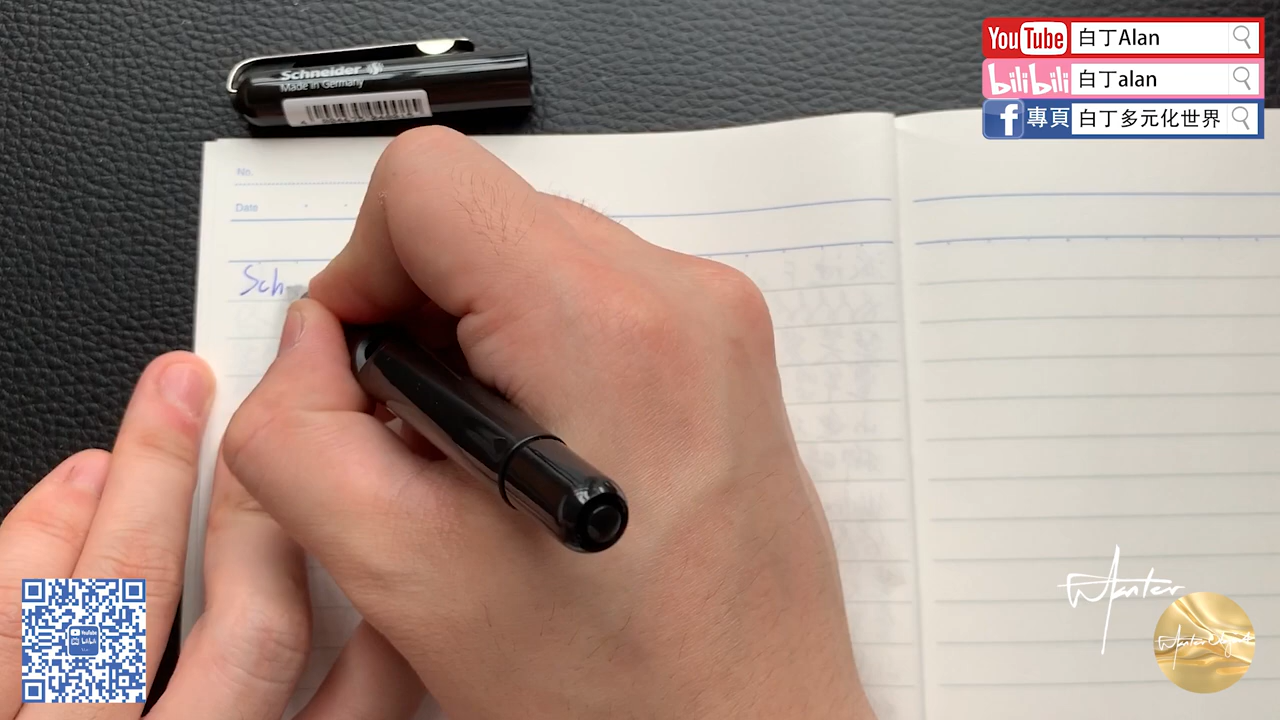 Schneider
Made in Germany
YouTube 白丁Alan
bilibili 白丁alan
f 專頁 白丁多元化世界
No.
Date
Sch
Wanter